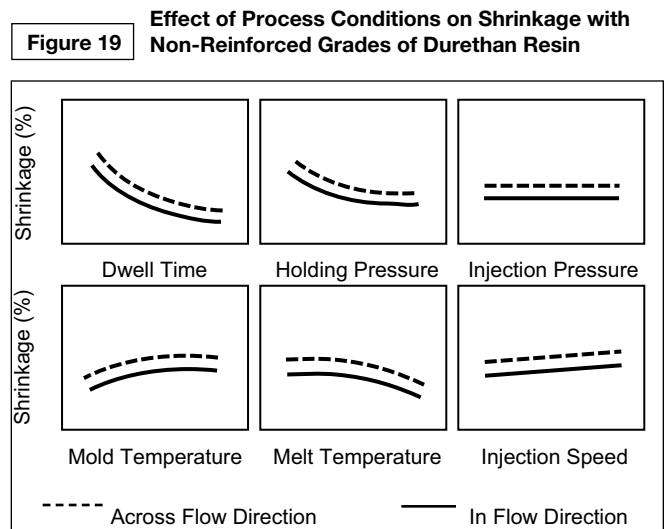 Figure 19
Effect of Process Conditions on Shrinkage with
Non-Reinforced Grades of Durethan Resin
Shrinkage (%)
Dwell Time
Holding Pressure
Injection Pressure
Shrinkage (%)
Mold Temperature
Melt Temperature
Injection Speed
Across Flow Direction
In Flow Direction